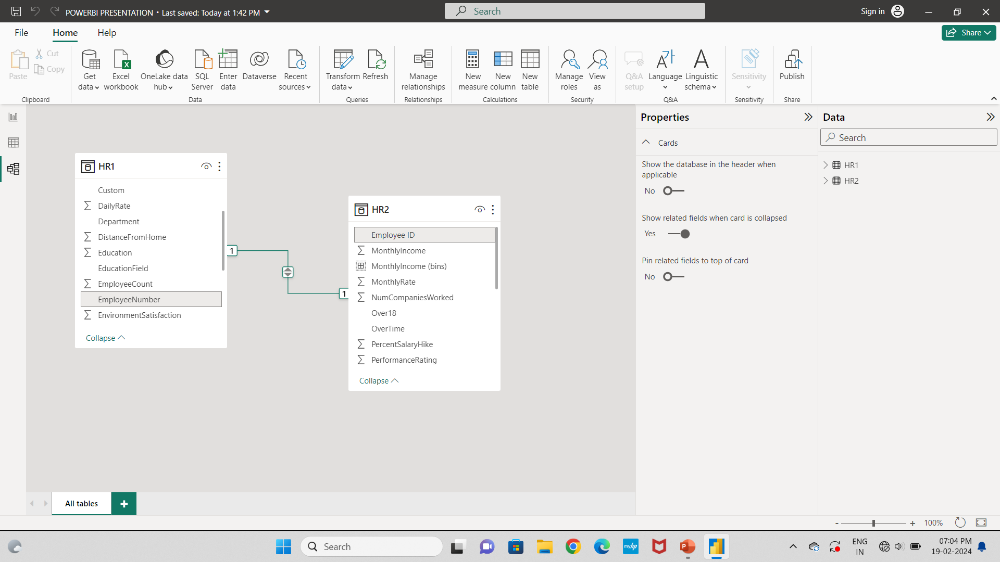 POWERBI PRESENTATION • Last saved: Today at 1:42 PM
Search
Sign in
File Home Help
Share
Paste
Cut
Copy
Clipboard
Get data
Excel workbook
OneLake data hub
SQL Server
Enter data
Dataverse
Recent sources
Data
Transform data
Refresh
Queries
Manage relationships
Relationships
New measure
New column
New table
Calculations
Manage roles
View as
Security
Q&A setup
Language
Linguistic schema
Q&A
Sensitivity
Sensitivity
Publish
Share
HR1
Custom
DailyRate
Department
DistanceFromHome
Education
EducationField
EmployeeCount
EmployeeNumber
EnvironmentSatisfaction
Collapse
1
1
HR2
Employee ID
MonthlyIncome
MonthlyIncome (bins)
MonthlyRate
NumCompaniesWorked
Over18
OverTime
PercentSalaryHike
PerformanceRating
Collapse
Properties
Cards
Show the database in the header when
applicable
No
Show related fields when card is collapsed
Yes
Pin related fields to top of card
No
Data
Search
HR1
HR2
All tables +
- + 100%
Search
myhp
P
ENG
IN
07:04 PM
19-02-2024